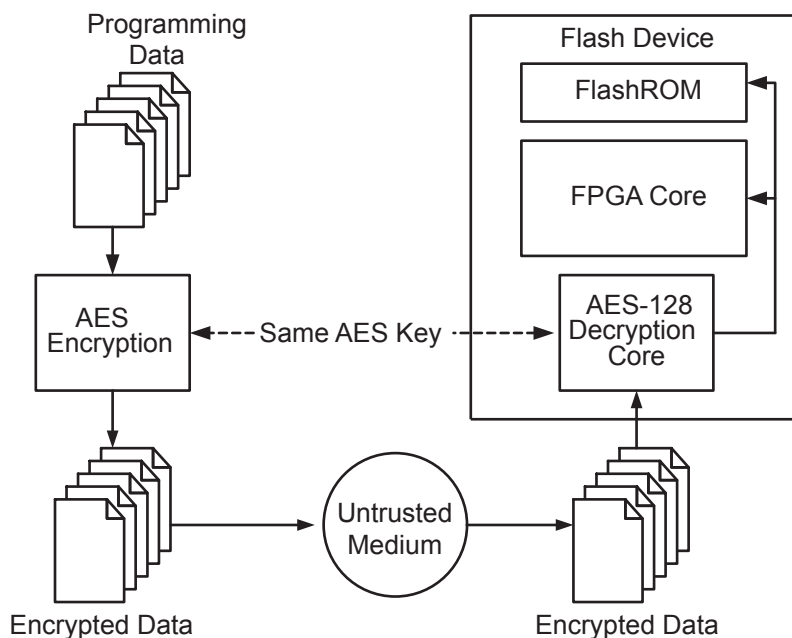 Programming
Data
Flash Device
FlashROM
FPGA Core
AES
Encryption
Same AES Key
AES-128
Decryption
Core
Untrusted
Medium
Encrypted Data
Encrypted Data